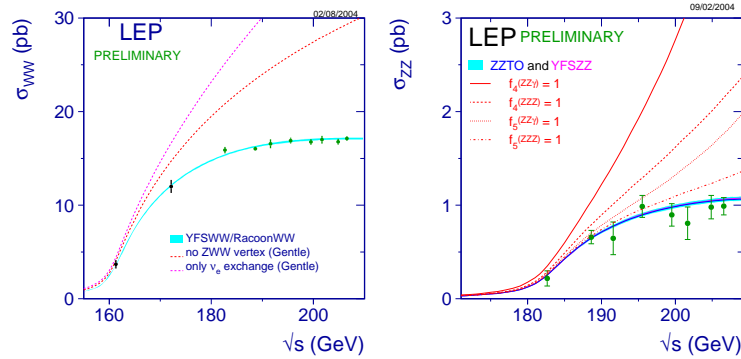 02/08/2004
LEP
PRELIMINARY
σWW (pb)
30
20
10
0
160
180
200
√s (GeV)
YFSWW/RacoonWW
no ZWW vertex (Gentle)
only νe exchange (Gentle)
09/02/2004
LEP PRELIMINARY
σZZ (pb)
3
2
1
0
ZZTO and YFSZZ
f4(ZZγ) = 1
f4(ZZZ) = 1
f5(ZZγ) = 1
f5(ZZZ) = 1
180
190
200
√s (GeV)